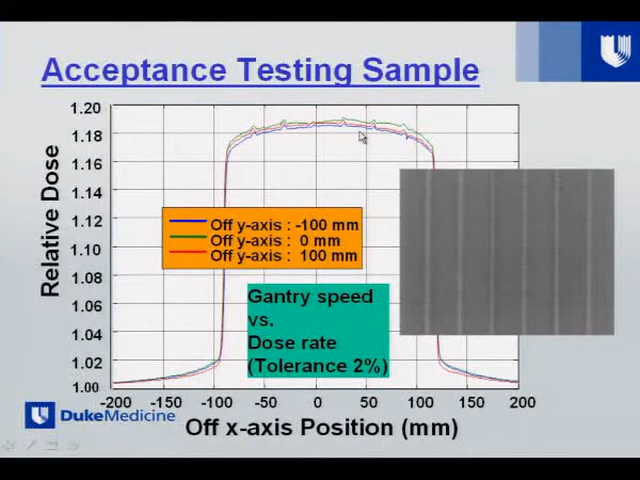 Acceptance Testing Sample
Relative Dose
1.20
1.18
1.16
1.14
1.12
1.10
1.08
1.06
1.04
1.02
1.00
Off y-axis : -100 mm
Off y-axis : 0 mm
Off y-axis : 100 mm
Gantry speed
vs.
Dose rate
(Tolerance 2%)
-200 -150 -100 -50 0 50 100 150 200
Off x-axis Position (mm)
DukeMedicine